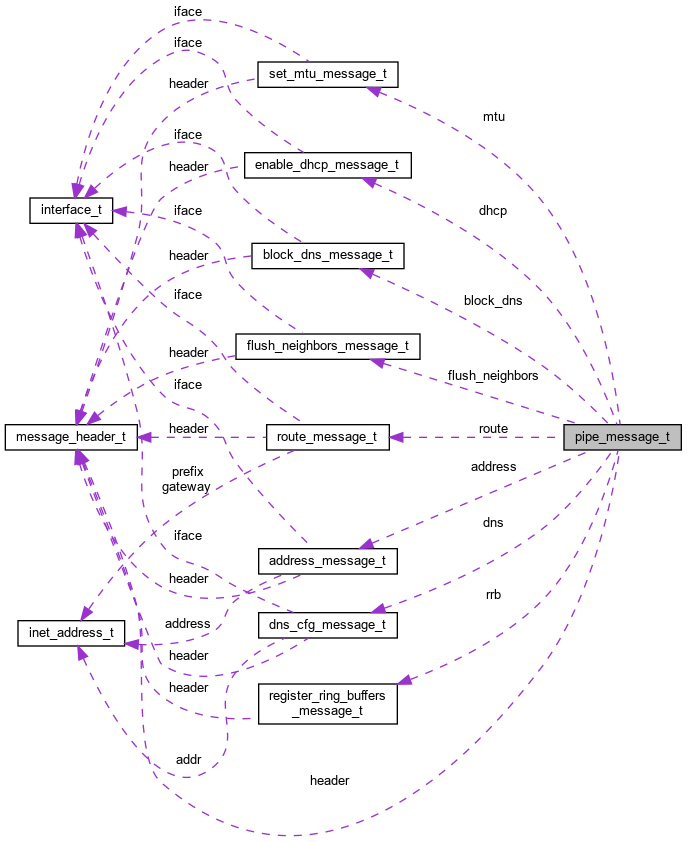 iface
iface
set_mtu_message_t
header
mtu
iface
enable_dhcp_message_t
header
interface_t
iface
dhcp
block_dns_message_t
header
iface
block_dns
flush_neighbors_message_t
header
flush_neighbors
iface
message_header_t
header
route_message_t
route
pipe_message_t
prefix
gateway
address
iface
dns
address_message_t
header
rrb
address
inet_address_t
dns_cfg_message_t
header
header
register_ring_buffers
_message_t
addr
header